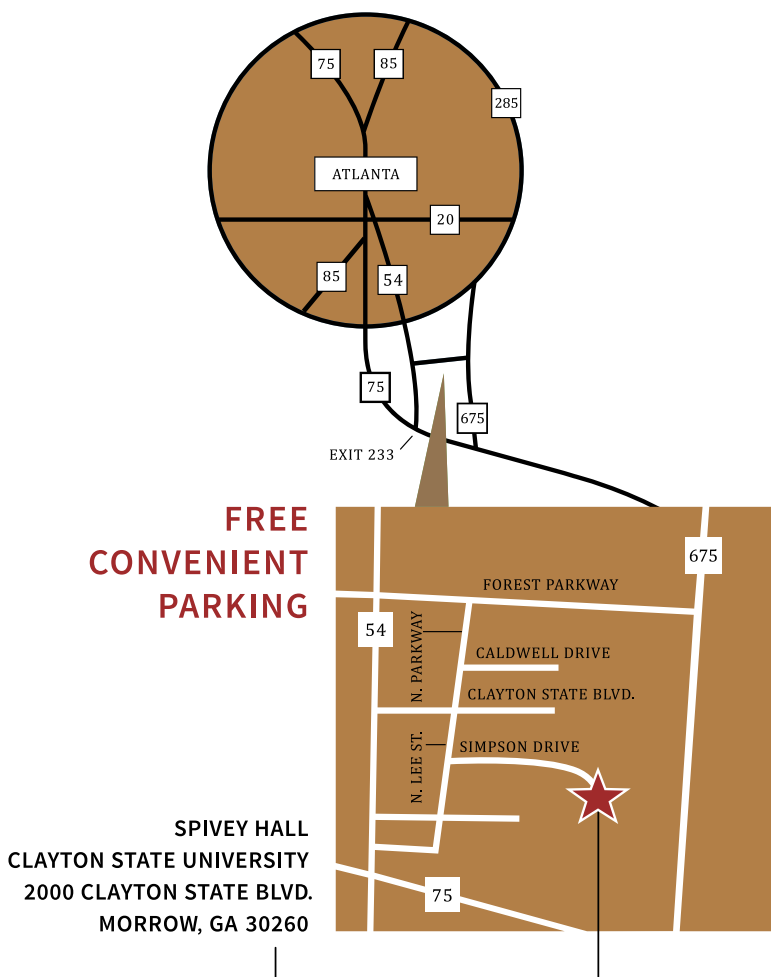 75
85
285
ATLANTA
20
85
54
75
675
EXIT 233
FREE
CONVENIENT
PARKING
675
FOREST PARKWAY
54
N. PARKWAY
CALDWELL DRIVE
CLAYTON STATE BLVD.
N. LEE ST.
SIMPSON DRIVE
75
SPIVEY HALL
CLAYTON STATE UNIVERSITY
2000 CLAYTON STATE BLVD.
MORROW, GA 30260